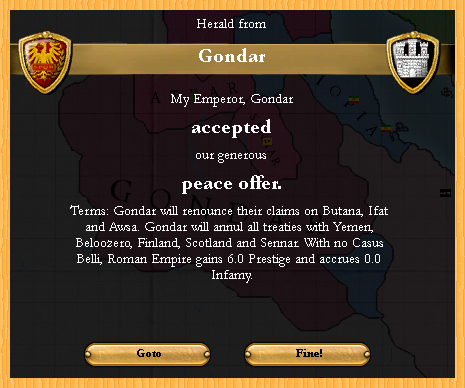 Herald from
Gondar
My Emperor, Gondar
accepted
our generous
peace offer.
Terms: Gondar will renounce their claims on Butana, Ifat
and Awsa. Gondar will annul all treaties with Yemen,
Beloozero, Finland, Scotland and Sennar. With no Casus
Belli, Roman Empire gains 6.0 Prestige and accrues 0.0
Infamy.
Goto
Fine!